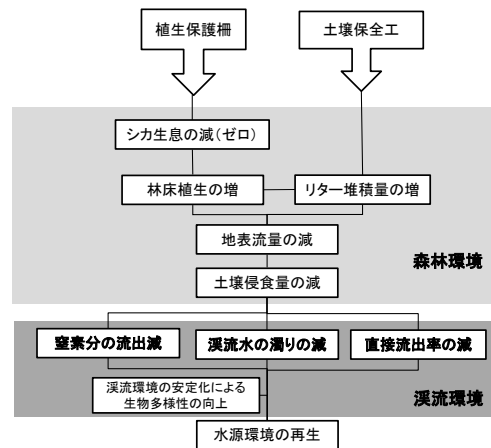 植生保護柵
土壌保全工
シカ生息の減（ゼロ）
林床植生の増
リター堆積量の増
地表流量の減
森林環境
土壌侵食量の減
窒素分の流出減
渓流水の濁りの減
直接流出率の減
渓流環境の安定化による
生物多様性の向上
渓流環境
水源環境の再生